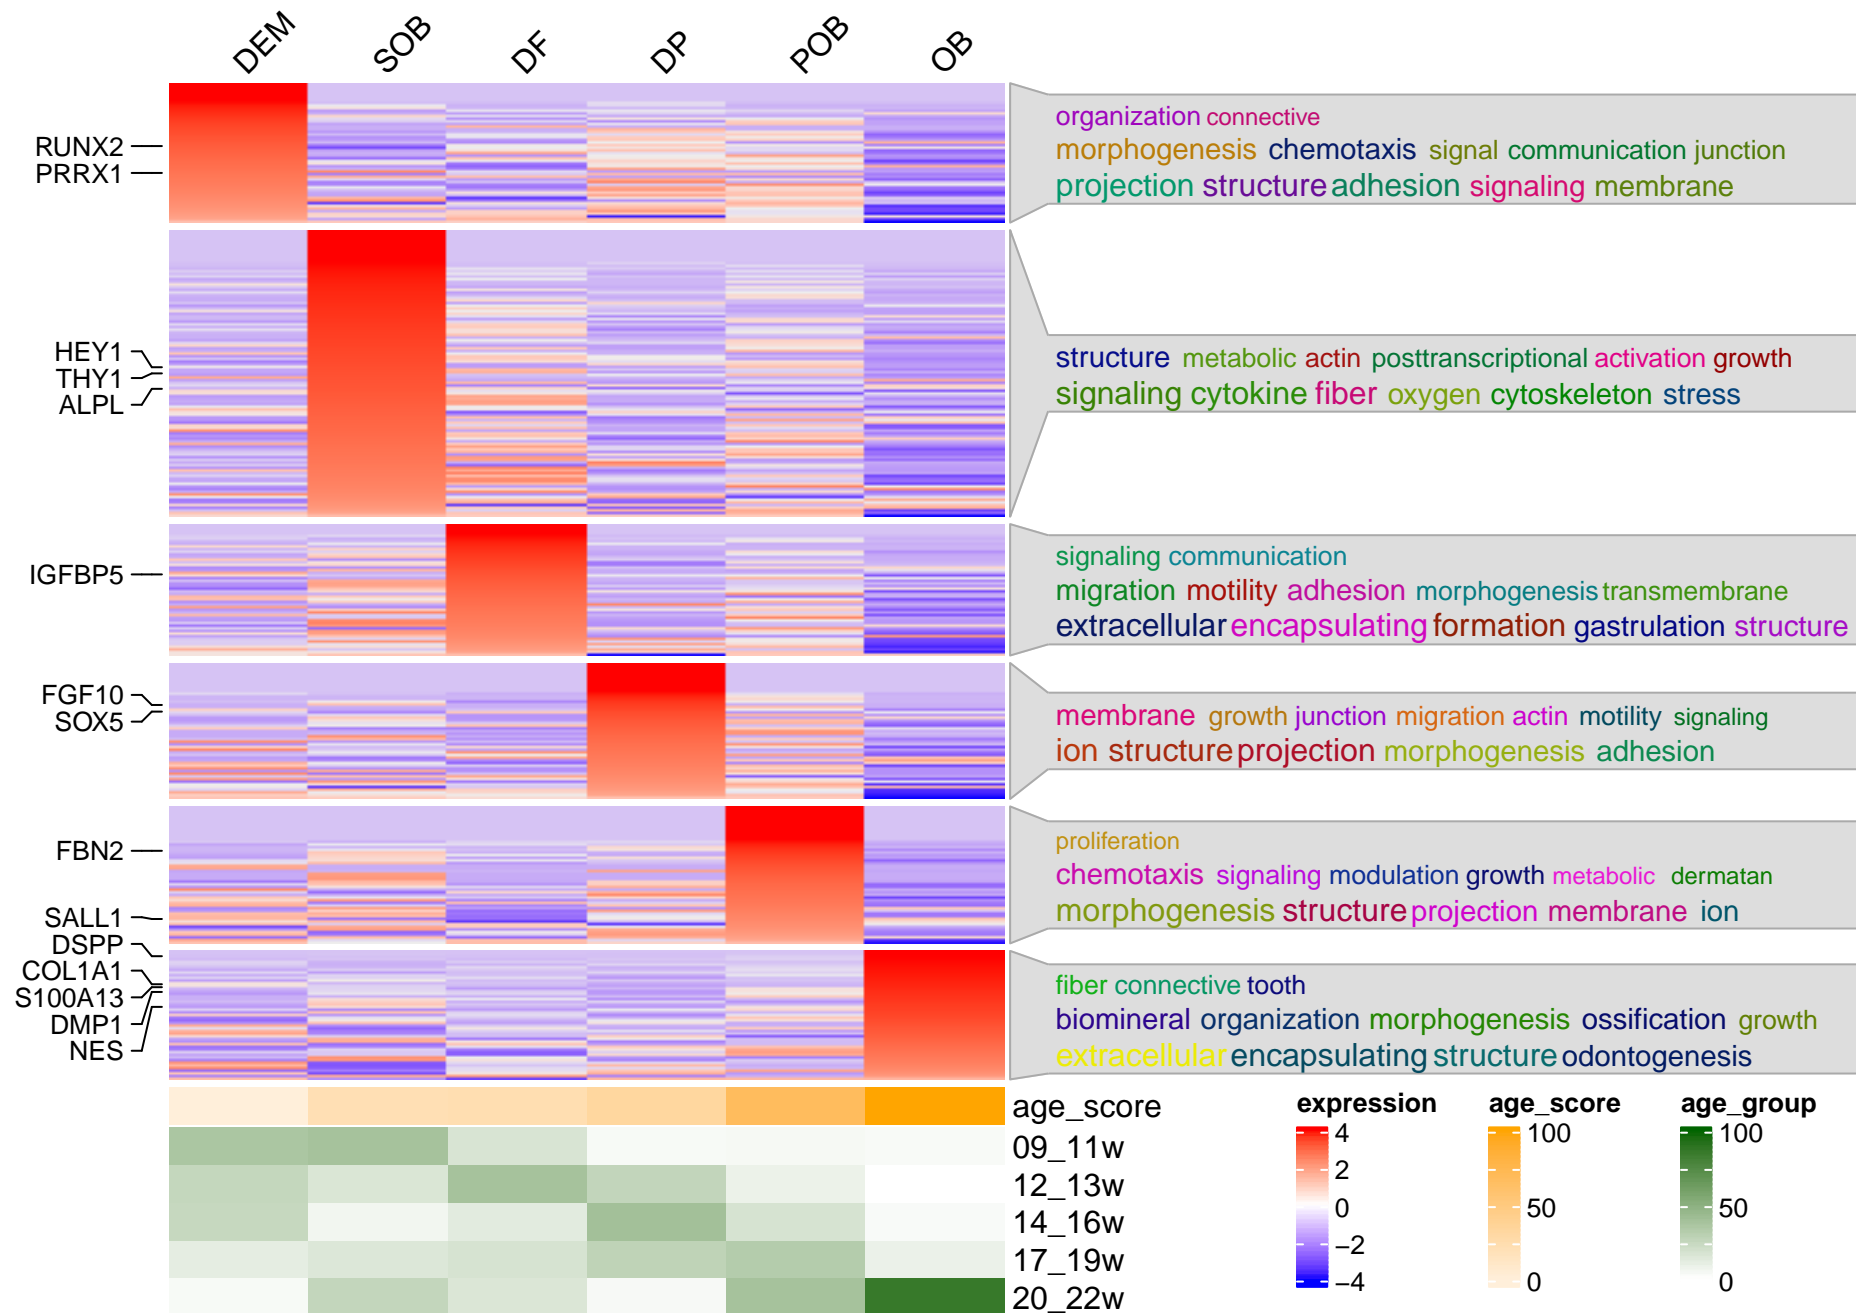 DEM SOB DF DP POB OB
RUNX2
PRRX1
organization connective
morphogenesis chemotaxis signal communication junction
projection structure adhesion signaling membrane
HEY1
THY1
ALPL
structure metabolic actin posttranscriptional activation growth
signaling cytokine fiber oxygen cytoskeleton stress
IGFBP5
signaling communication
migration motility adhesion morphogenesis transmembrane
extracellular encapsulating formation gastrulation structure
FGF10
SOX5
membrane growth junction migration actin motility signaling
ion structure projection morphogenesis adhesion
FBN2
SALL1
proliferation
chemotaxis signaling modulation growth metabolic dermatan
morphogenesis structure projection membrane ion
DSPP
COL1A1
S100A13
DMP1
NES
fiber connective tooth
biomineral organization morphogenesis ossification growth
extracellular encapsulating structure odontogenesis
age_score
09_11w
12_13w
14_16w
17_19w
20_22w
expression
4
2
0
−2
−4
age_score
100
50
0
age_group
100
50
0